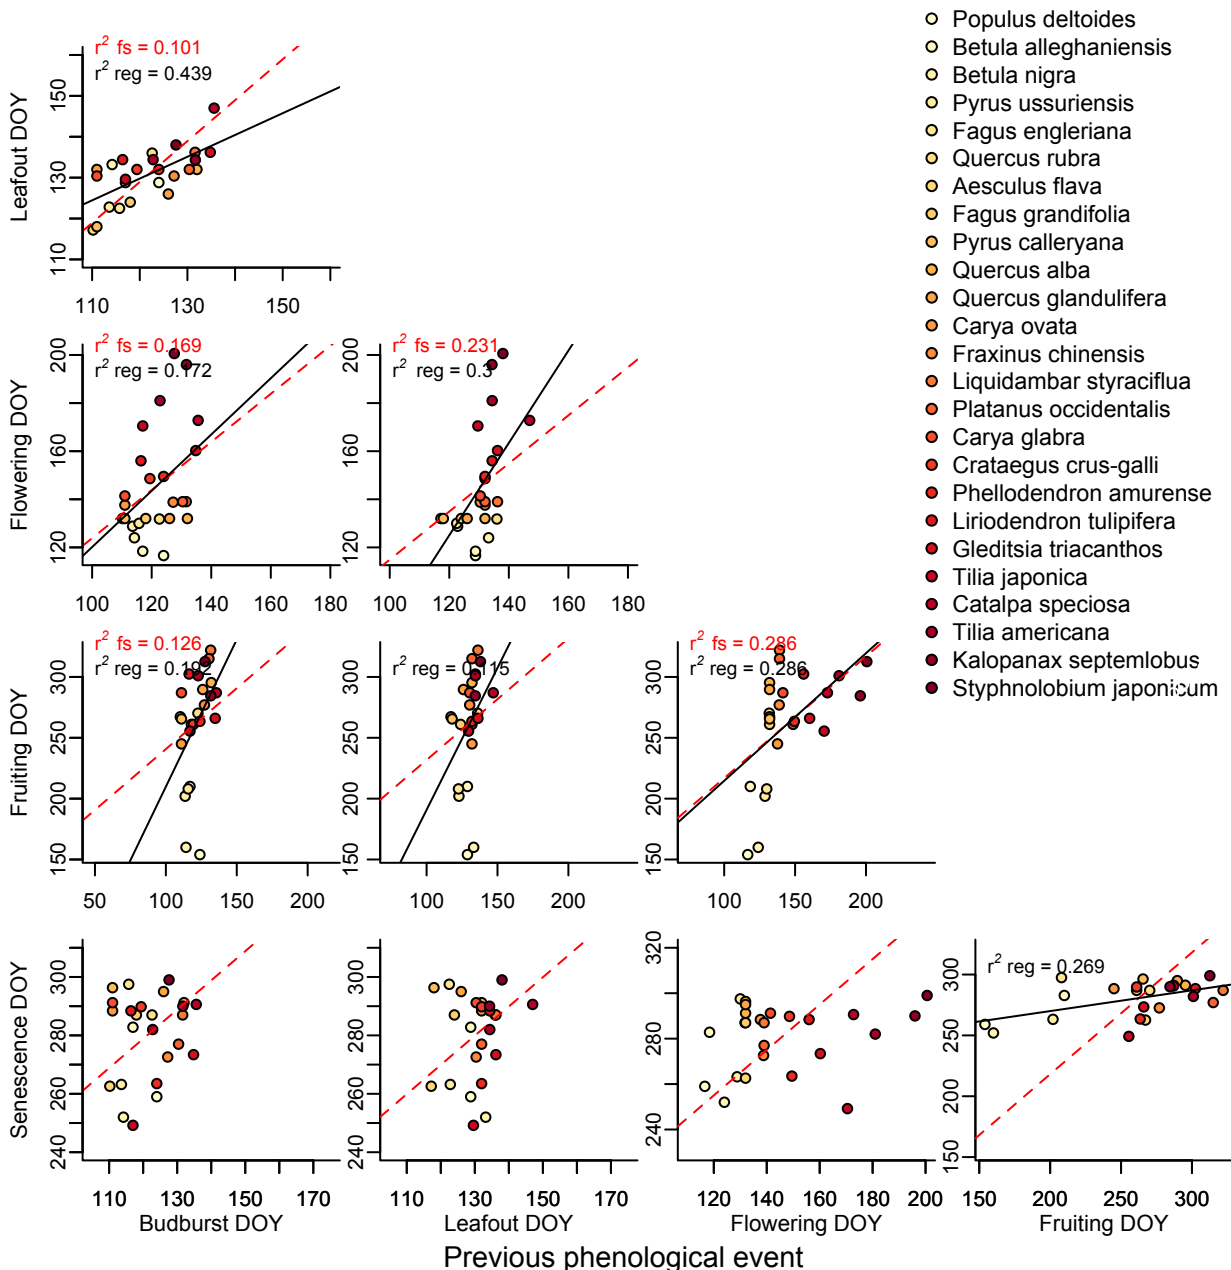 Populus deltoides
Betula alleghaniensis
Betula nigra
Pyrus ussuriensis
Fagus engleriana
Quercus rubra
Aesculus flava
Fagus grandifolia
Pyrus calleryana
Quercus alba
Quercus glandulifera
Carya ovata
Fraxinus chinensis
Liquidambar styraciflua
Platanus occidentalis
Carya glabra
Crataegus crus-galli
Phellodendron amurense
Liriodendron tulipifera
Gleditsia triacanthos
Tilia japonica
Catalpa speciosa
Tilia americana
Kalopanax septemlobus
Styphnolobium japonicum
r² fs = 0.101
r² reg = 0.439
Leafout DOY
110 130 150
110 130 150
r² fs = 0.169
r² reg = 0.172
Flowering DOY
120 160 200
100 120 140 160 180
r² fs = 0.231
r² reg = 0.3
100 120 140 160 180
r² fs = 0.126
r² reg = 0.192
Fruiting DOY
150 200 250 300
50 100 150 200
r² reg = 0.115
150 200 250 300
100 150 200
r² fs = 0.286
r² reg = 0.286
150 200 250 300
100 150 200
Senescence DOY
240 260 280 300
110 130 150 170
Budburst DOY
240 260 280 300
110 130 150 170
Leafout DOY
240 280 320
120 140 160 180 200
Flowering DOY
r² reg = 0.269
150 200 250 300
150 200 250 300
Fruiting DOY
Previous phenological event